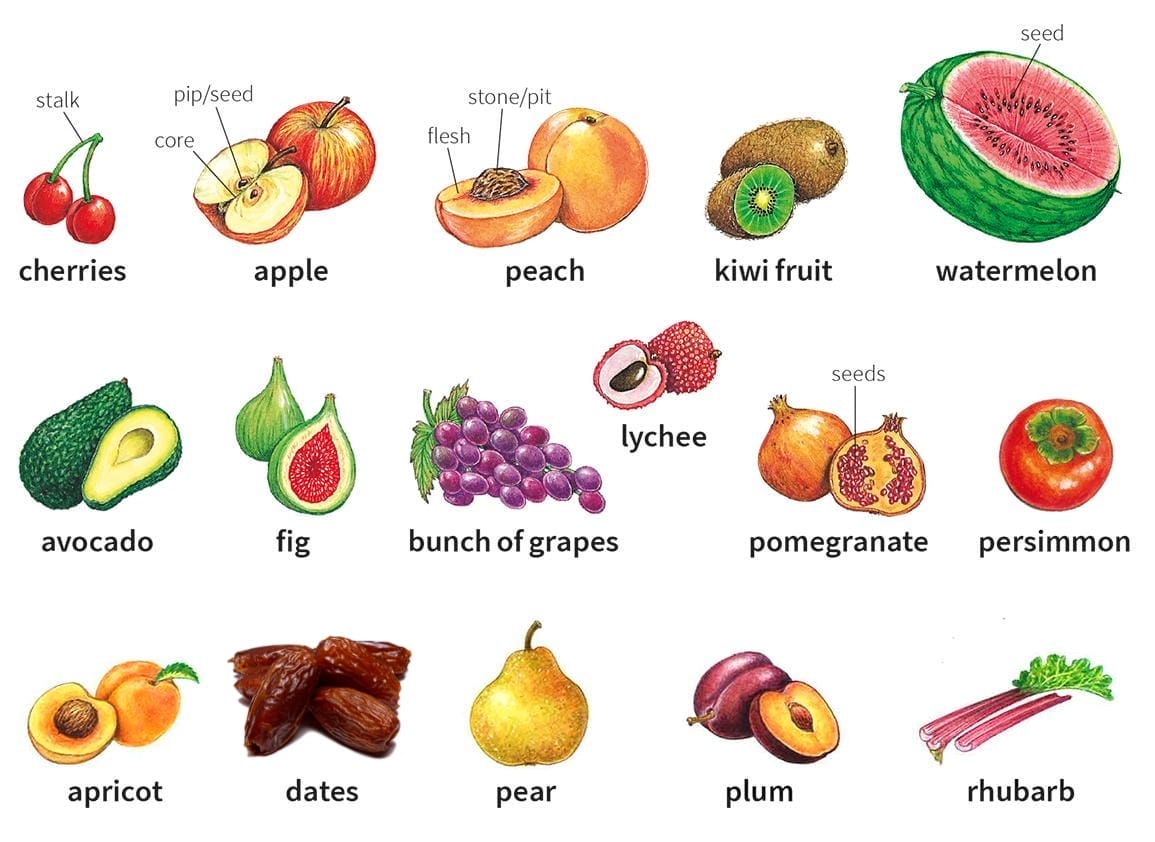 seed
stalk
pip/seed
core
stone/pit
flesh
cherries
apple
peach
kiwi fruit
watermelon
lychee
seeds
avocado
fig
bunch of grapes
pomegranate
persimmon
apricot
dates
pear
plum
rhubarb